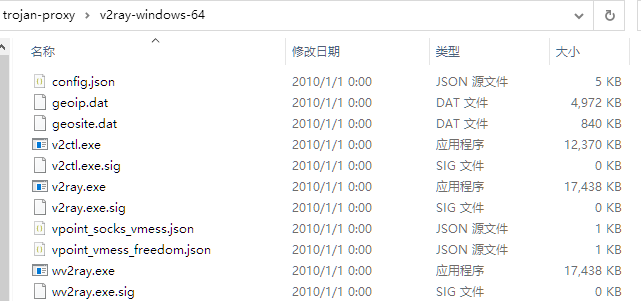 trojan-proxy › v2ray-windows-64
名称 修改日期 类型 大小
config.json 2010/1/1 0:00 JSON 源文件 5 KB
geoip.dat 2010/1/1 0:00 DAT 文件 4,972 KB
geosite.dat 2010/1/1 0:00 DAT 文件 840 KB
v2ctl.exe 2010/1/1 0:00 应用程序 12,370 KB
v2ctl.exe.sig 2010/1/1 0:00 SIG 文件 0 KB
v2ray.exe 2010/1/1 0:00 应用程序 17,438 KB
v2ray.exe.sig 2010/1/1 0:00 SIG 文件 0 KB
vpoint_socks_vmess.json 2010/1/1 0:00 JSON 源文件 1 KB
vpoint_vmess_freedom.json 2010/1/1 0:00 JSON 源文件 1 KB
wv2ray.exe 2010/1/1 0:00 应用程序 17,438 KB
wv2ray.exe.sig 2010/1/1 0:00 SIG 文件 0 KB